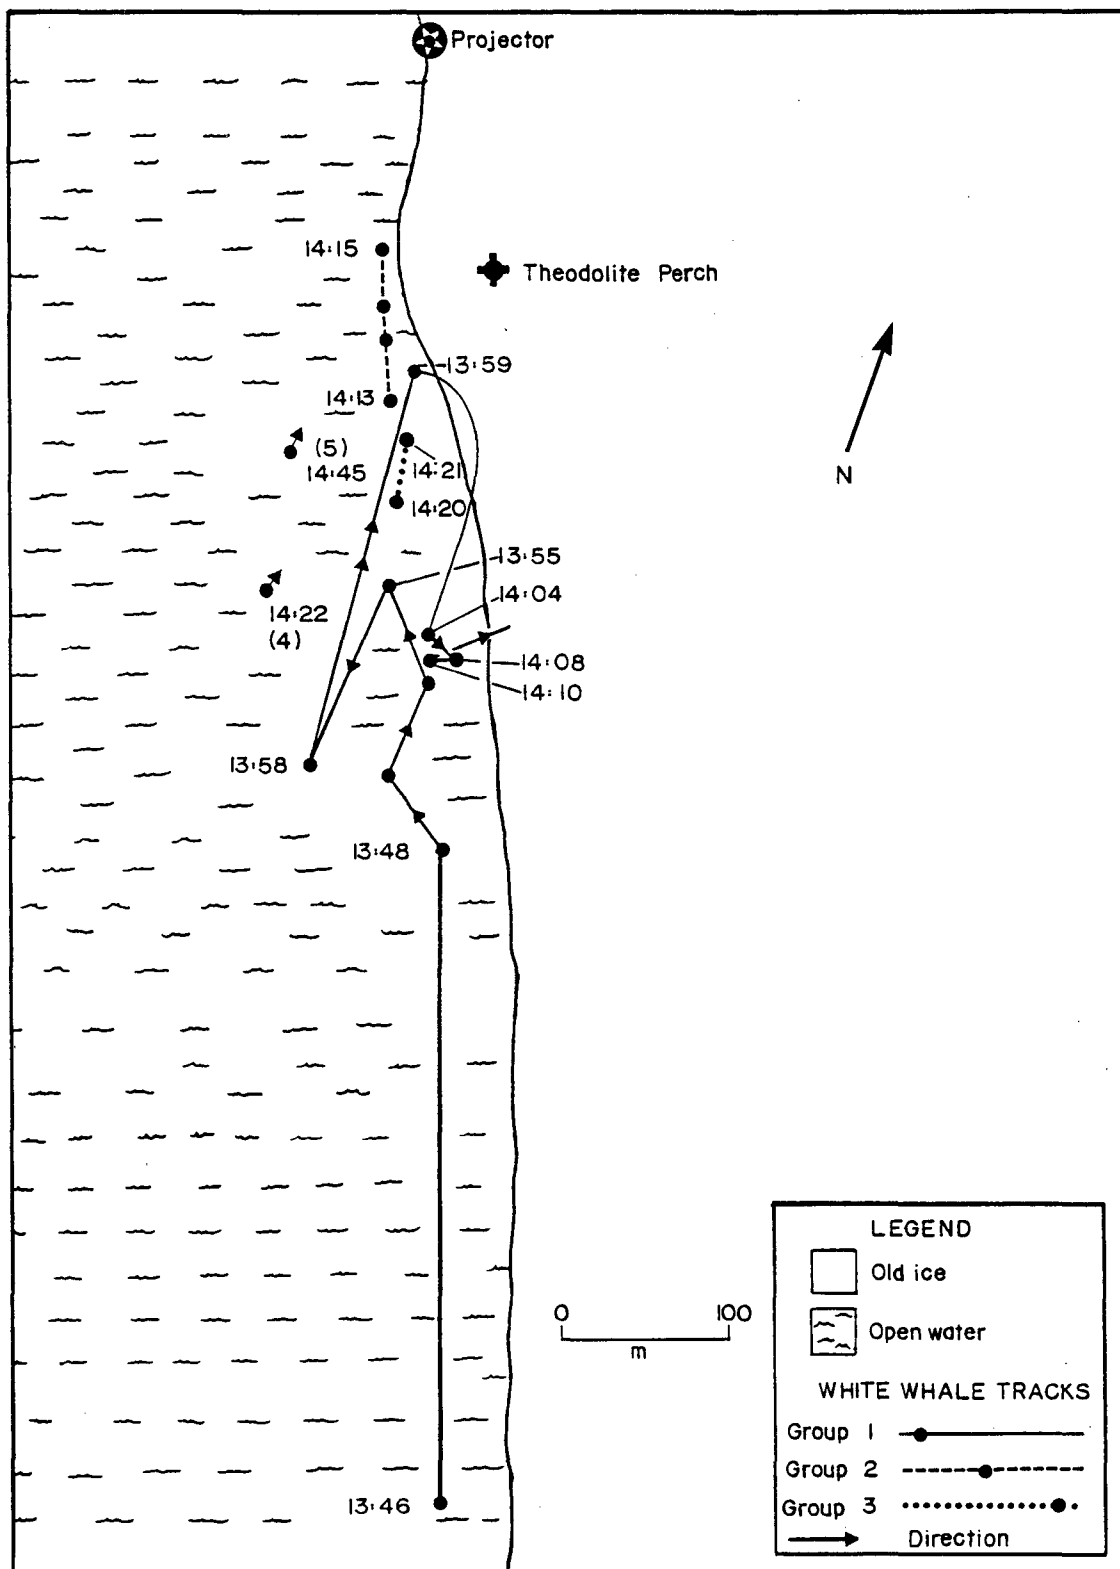 Projector
14:15
Theodolite Perch
13:59
14:13
(5)
14:45
14:21
14:20
N
13:55
14:22
(4)
14:04
14:08
14:10
13:58
13:48
0 100
m
13:46
LEGEND
Old ice
Open water
WHITE WHALE TRACKS
Group 1
Group 2
Group 3
Direction